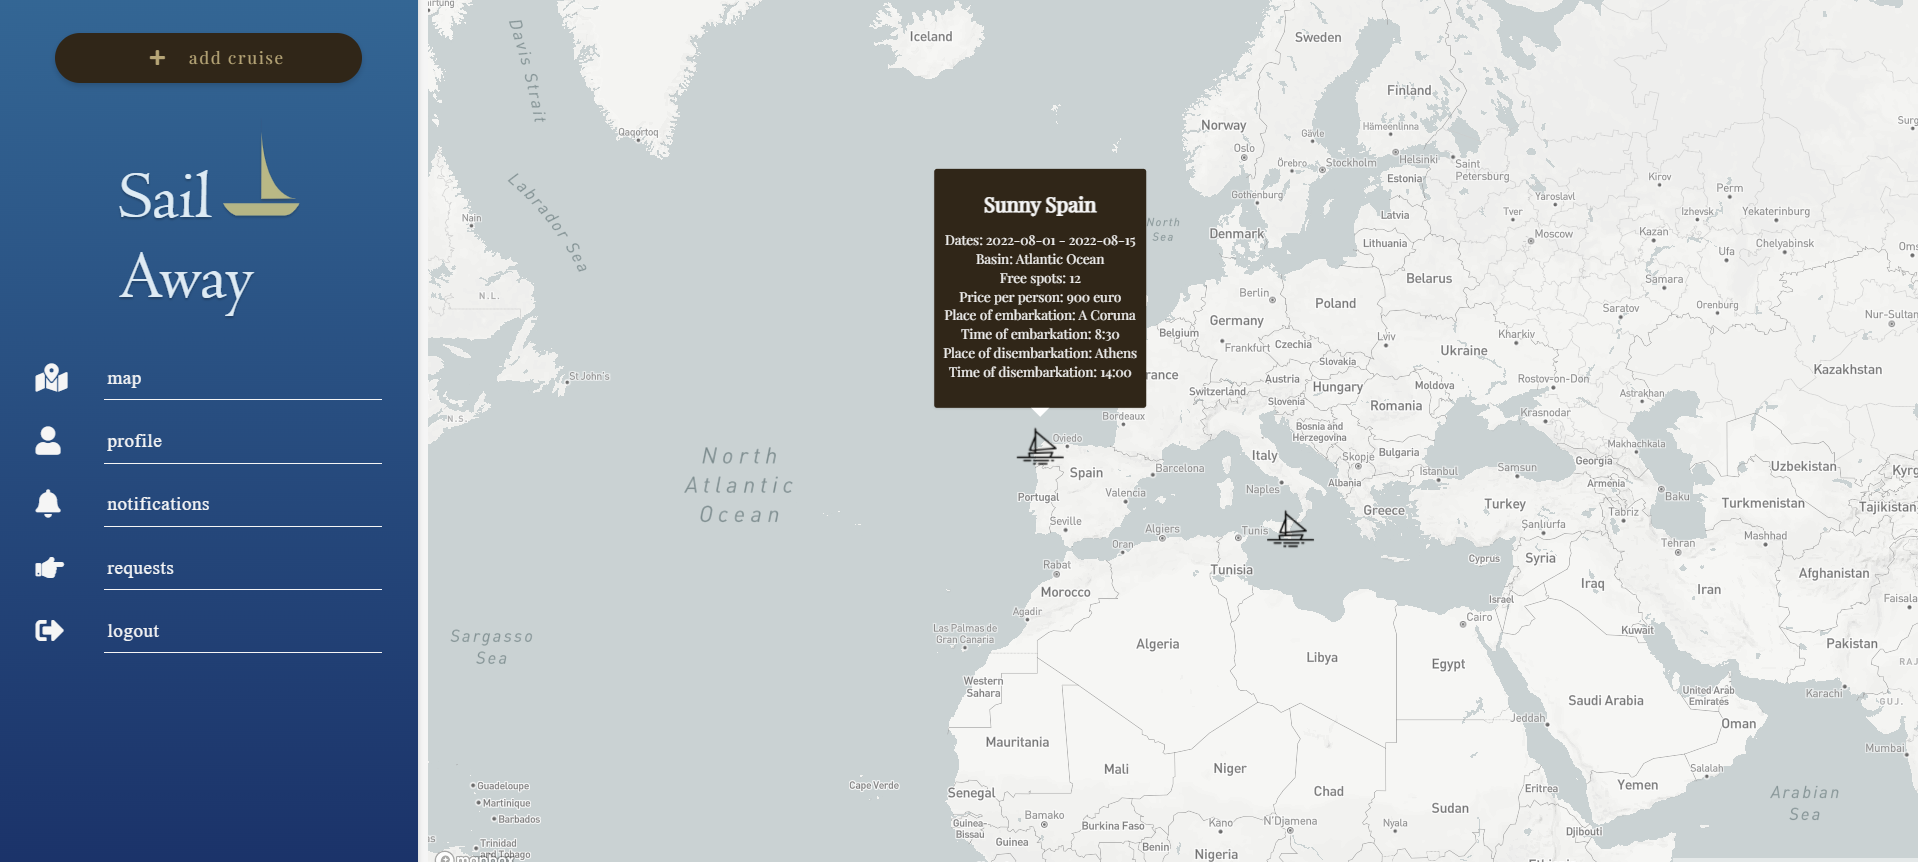 add cruise
Sail
Away
map
profile
notifications
requests
logout
Sunny Spain
Dates: 2022-08-01 - 2022-08-15
Basin: Atlantic Ocean
Free spots: 12
Price per person: 900 euro
Place of embarkation: A Coruna
Time of embarkation: 8:30
Place of disembarkation: Athens
Time of disembarkation: 14:00
Davis Strait
Iceland
Sweden
Finland
Norway
Qaqortoq
Gävle
Hämeenlinna
Oslo
Örebro
Stockholm
Helsinki
Saint
Petersburg
Estonia
Labrador Sea
Nain
Gothenburg
North
Sea
Latvia
Tver
Yaroslavl
Kirov
Perm
Izhevsk
Yekaterinburg
Denmark
Lithuania
Moscow
Kazan
Ufa
Chelyabinsk
N.L.
Berlin
Poland
Belarus
Samara
Saratov
Orenburg
Nur-Sultan
Belgium
Germany
Frankfurt
Czechia
Lviv
Kharkiv
Ukraine
Slovakia
St John's
Austria
Switzerland
Slovenia
Hungary
Moldova
Romania
Rostov-on-Don
Astrakhan
Kazakhstan
N.S.
Bordeaux
Bosnia and
Herzegovina
Krasnodar
Makhachkala
Oviedo
Italy
Skopje
Bulgaria
Albania
Istanbul
Samsun
Georgia
Armenia
Uzbekistan
Spain
Barcelona
Portugal
Valencia
Naples
Greece
Turkey
Baku
Turkmenistan
Tajikistan
Seville
Algiers
Tunis
Oran
Şanlıurfa
Tabriz
Tehran
Mashhad
North
Atlantic
Ocean
Rabat
Morocco
Tunisia
Cyprus
Syria
Iraq
Iran
Afghanistan
Israel
Agadir
Cairo
Kuwait
Las Palmas de
Gran Canaria
Sargasso
Sea
Algeria
Libya
Egypt
Pakistan
Western
Sahara
Saudi Arabia
United Arab
Emirates
Karachi
GUJ.
Jeddah
Oman
Mauritania
Mali
Niger
Chad
Sudan
Mumbai
Salalah
Yemen
Arabian
Sea
Guadeloupe
Martinique
Barbados
Trinidad
and Tobago
Cape Verde
Senegal
Guinea-
Bissau
Guinea
Bamako
Burkina Faso
Benin
Kano
Nigeria
N'Djamena
Nyala
Eritrea
Djibouti
mapbox